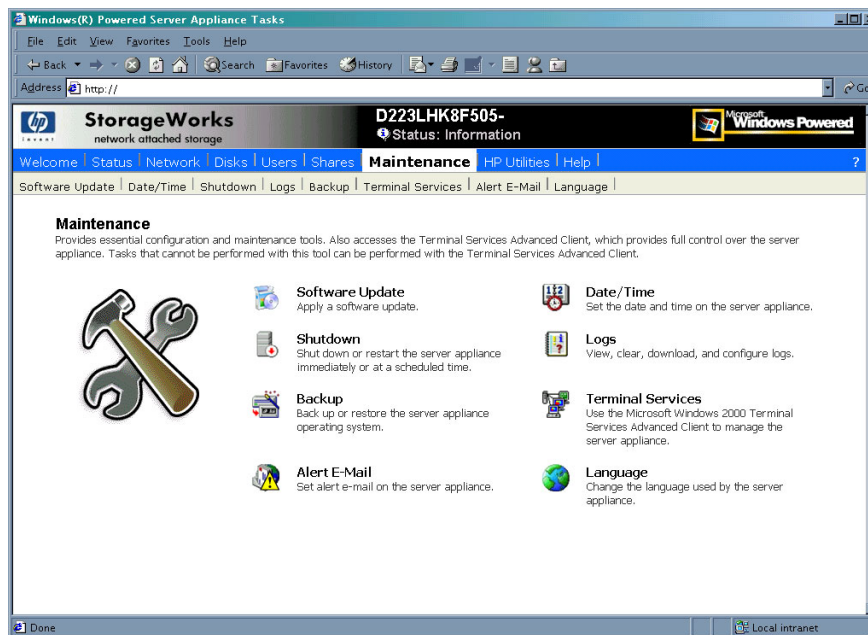 Windows(R) Powered Server Appliance Tasks
File Edit View Favorites Tools Help
Back Search Favorites History
Address http:// Go
hp
invent
StorageWorks
network attached storage
D223LHK8F505-
Status: Information
Microsoft
Windows Powered
Welcome | Status | Network | Disks | Users | Shares | Maintenance | HP Utilities | Help | ?
Software Update | Date/Time | Shutdown | Logs | Backup | Terminal Services | Alert E-Mail | Language |
Maintenance
Provides essential configuration and maintenance tools. Also accesses the Terminal Services Advanced Client, which provides full control over the server
appliance. Tasks that cannot be performed with this tool can be performed with the Terminal Services Advanced Client.
Software Update
Apply a software update.
Date/Time
Set the date and time on the server appliance.
Shutdown
Shut down or restart the server appliance
immediately or at a scheduled time.
Logs
View, clear, download, and configure logs.
Backup
Back up or restore the server appliance
operating system.
Terminal Services
Use the Microsoft Windows 2000 Terminal
Services Advanced Client to manage the
server appliance.
Alert E-Mail
Set alert e-mail on the server appliance.
Language
Change the language used by the server
appliance.
Done
Local intranet